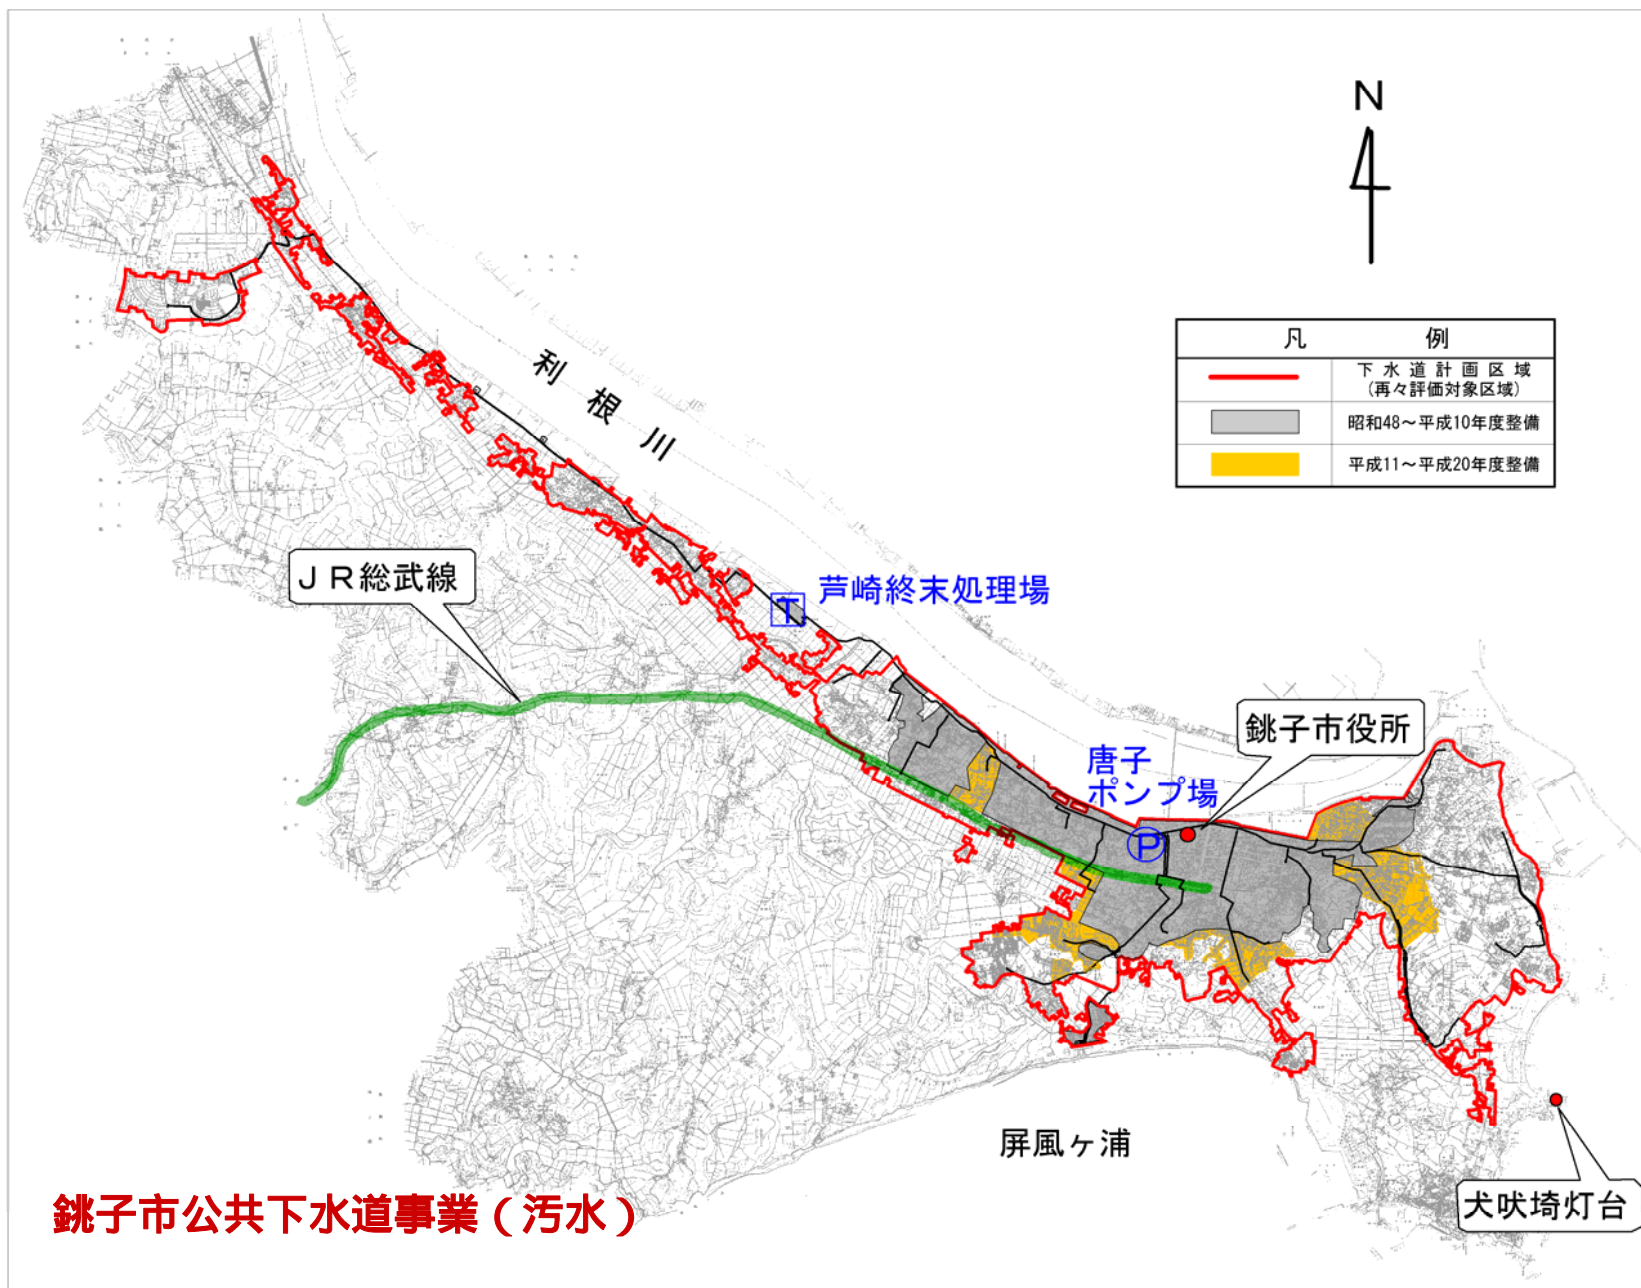 N
凡 例
下水道計画区域
(再々評価対象区域)
昭和48～平成10年度整備
平成11～平成20年度整備
利根川
JR総武線
芦崎終末処理場
T
銚子市役所
唐子
ポンプ場
P
屏風ヶ浦
犬吠埼灯台
銚子市公共下水道事業(汚水)